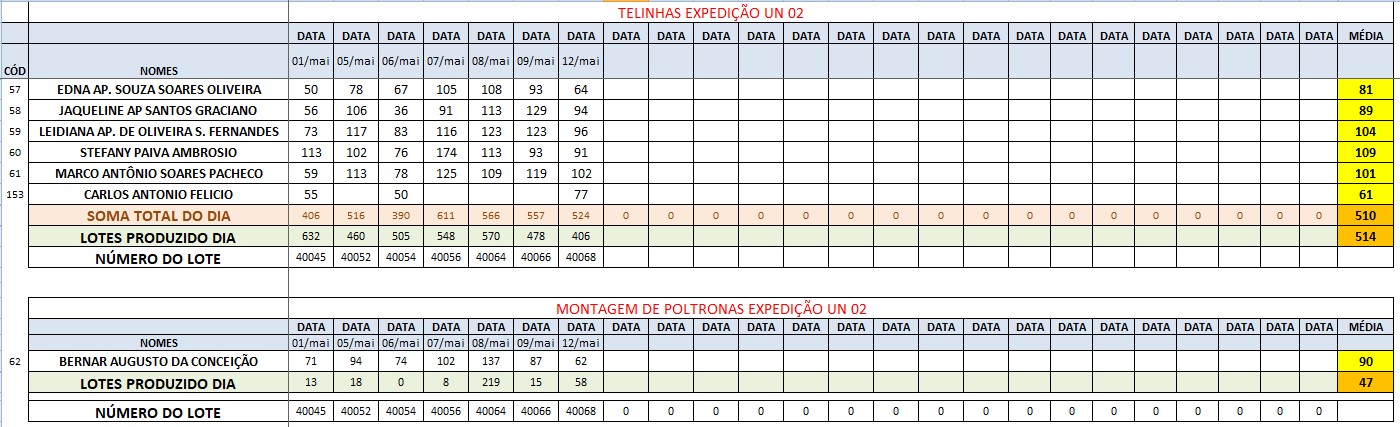 TELINHAS EXPEDIÇÃO UN 02
DATA DATA DATA DATA DATA DATA DATA DATA DATA DATA DATA DATA DATA DATA DATA DATA DATA DATA DATA DATA DATA DATA DATA MÉDIA
CÓD NOMES 01/mai 05/mai 06/mai 07/mai 08/mai 09/mai 12/mai
57 EDNA AP. SOUZA SOARES OLIVEIRA 50 78 67 105 108 93 64 81
58 JAQUELINE AP SANTOS GRACIANO 56 106 36 91 113 129 94 89
59 LEIDIANA AP. DE OLIVEIRA S. FERNANDES 73 117 83 116 123 123 96 104
60 STEFANY PAIVA AMBROSIO 113 102 76 174 113 93 91 109
61 MARCO ANTÔNIO SOARES PACHECO 59 113 78 125 109 119 102 101
153 CARLOS ANTONIO FELICIO 55 50 77 61
SOMA TOTAL DO DIA 406 516 390 611 566 557 524 0 0 0 0 0 0 0 0 0 0 0 0 0 0 0 0 510
LOTES PRODUZIDO DIA 632 460 505 548 570 478 406 514
NÚMERO DO LOTE 40045 40052 40054 40056 40064 40066 40068
MONTAGEM DE POLTRONAS EXPEDIÇÃO UN 02
DATA DATA DATA DATA DATA DATA DATA DATA DATA DATA DATA DATA DATA DATA DATA DATA DATA DATA DATA DATA DATA DATA DATA MÉDIA
NOMES 01/mai 05/mai 06/mai 07/mai 08/mai 09/mai 12/mai
62 BERNAR AUGUSTO DA CONCEIÇÃO 71 94 74 102 137 87 62 90
LOTES PRODUZIDO DIA 13 18 0 8 219 15 58 47
NÚMERO DO LOTE 40045 40052 40054 40056 40064 40066 40068 0 0 0 0 0 0 0 0 0 0 0 0 0 0 0 0